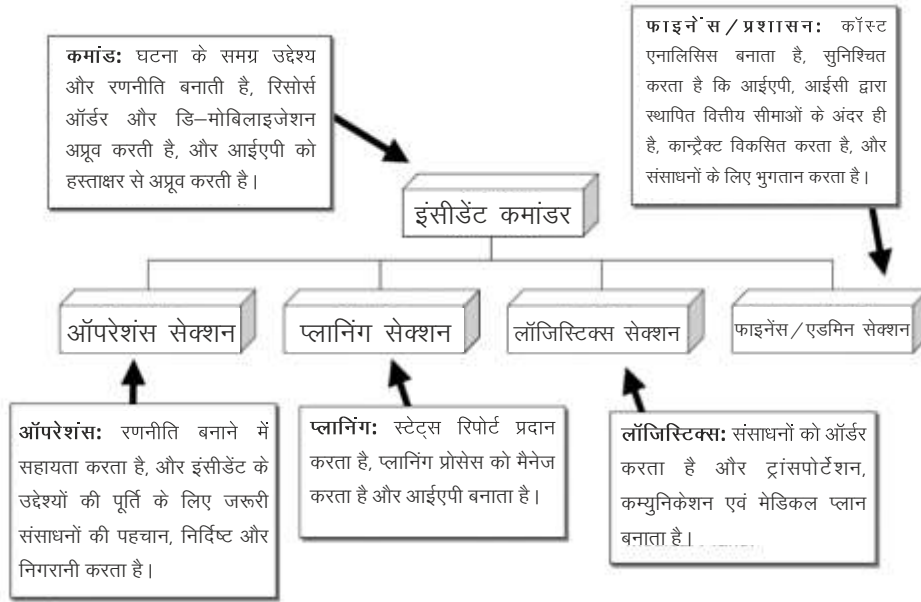 कमांड: घटना के समग्र उद्देश्य
और रणनीति बनाती है, रिसोर्स
ऑर्डर और डि–मोबिलाइजेशन
अप्रूव करती है, और आईएपी को
हस्ताक्षर से अप्रूव करती है।
फाइनेंस/प्रशासन: कॉस्ट
एनालिसिस बनाता है, सुनिश्चित
करता है कि आईएपी, आईसी द्वारा
स्थापित वित्तीय सीमाओं के अंदर ही
है, कान्ट्रैक्ट विकसित करता है, और
संसाधनों के लिए भुगतान करता है।
इंसीडेंट कमांडर
ऑपरेशंस सेक्शन
प्लानिंग सेक्शन
लॉजिस्टिक्स सेक्शन
फाइनेंस/एडमिन सेक्शन
ऑपरेशंस: रणनीति बनाने में
सहायता करता है, और इंसीडेंट के
उद्देश्यों की पूर्ति के लिए जरूरी
संसाधनों की पहचान, निर्दिष्ट और
निगरानी करता है।
प्लानिंग: स्टेट्स रिपोर्ट प्रदान
करता है, प्लानिंग प्रोसेस को मैनेज
करता है और आईएपी बनाता है।
लॉजिस्टिक्स: संसाधनों को ऑर्डर
करता है और ट्रांसपोर्टेशन,
कम्युनिकेशन एवं मेडिकल प्लान
बनाता है।